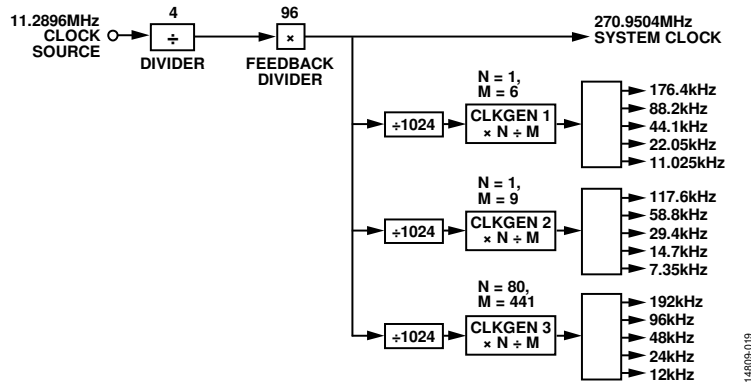 11.2896MHz
CLOCK
SOURCE
4
÷
DIVIDER
96
×
FEEDBACK
DIVIDER
270.9504MHz
SYSTEM CLOCK
N = 1,
M = 6
÷1024
CLKGEN 1
× N ÷ M
176.4kHz
88.2kHz
44.1kHz
22.05kHz
11.025kHz
N = 1,
M = 9
÷1024
CLKGEN 2
× N ÷ M
117.6kHz
58.8kHz
29.4kHz
14.7kHz
7.35kHz
N = 80,
M = 441
÷1024
CLKGEN 3
× N ÷ M
192kHz
96kHz
48kHz
24kHz
12kHz
14809-019